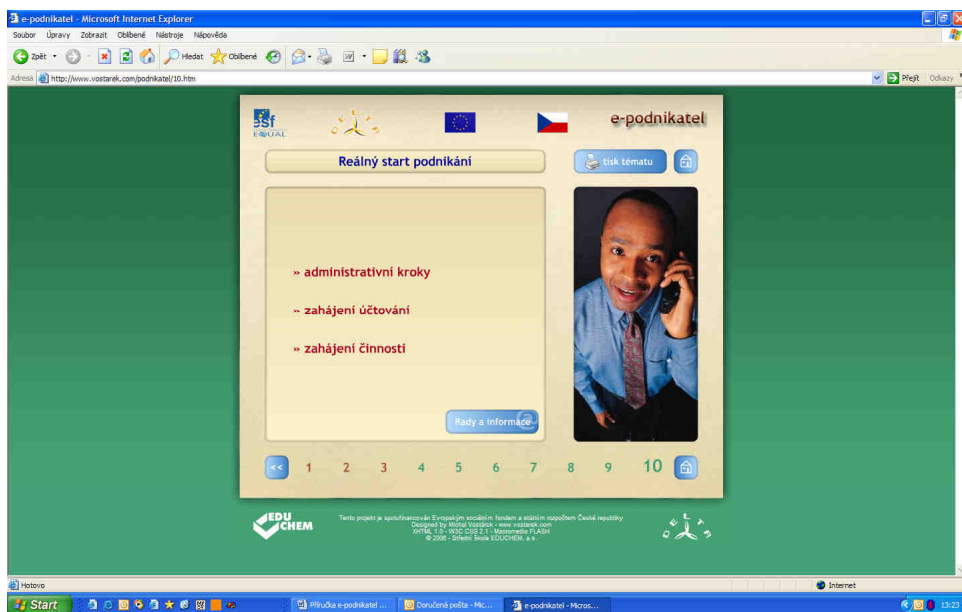 e-podnikatel - Microsoft Internet Explorer
Soubor Úpravy Zobrazit Oblíbené Nástroje Nápověda
Zpět Hledat Oblíbené
Adresa http://www.vostarek.com/podnikatel/10.htm Přejít Odkazy
esf
EQUAL
e-podnikatel
Reálný start podnikání
tisk tématu
» administrativní kroky
» zahájení účtování
» zahájení činnosti
Rady a Informace
<< 1 2 3 4 5 6 7 8 9 10
EDU
CHEM
Tento projekt je spolufinancován Evropským sociálním fondem a státním rozpočtem České republiky
Designed by Michal Vostárek - www.vostarek.com
XHTML 1.0 - W3C CSS 2.1 - Macromedia FLASH
© 2006 - Střední škola EDUCHEM, a.s.
Hotovo Internet
Start Příručka e-podnikatel ... Doručená pošta - Mic... e-podnikatel - Micros... 13:23